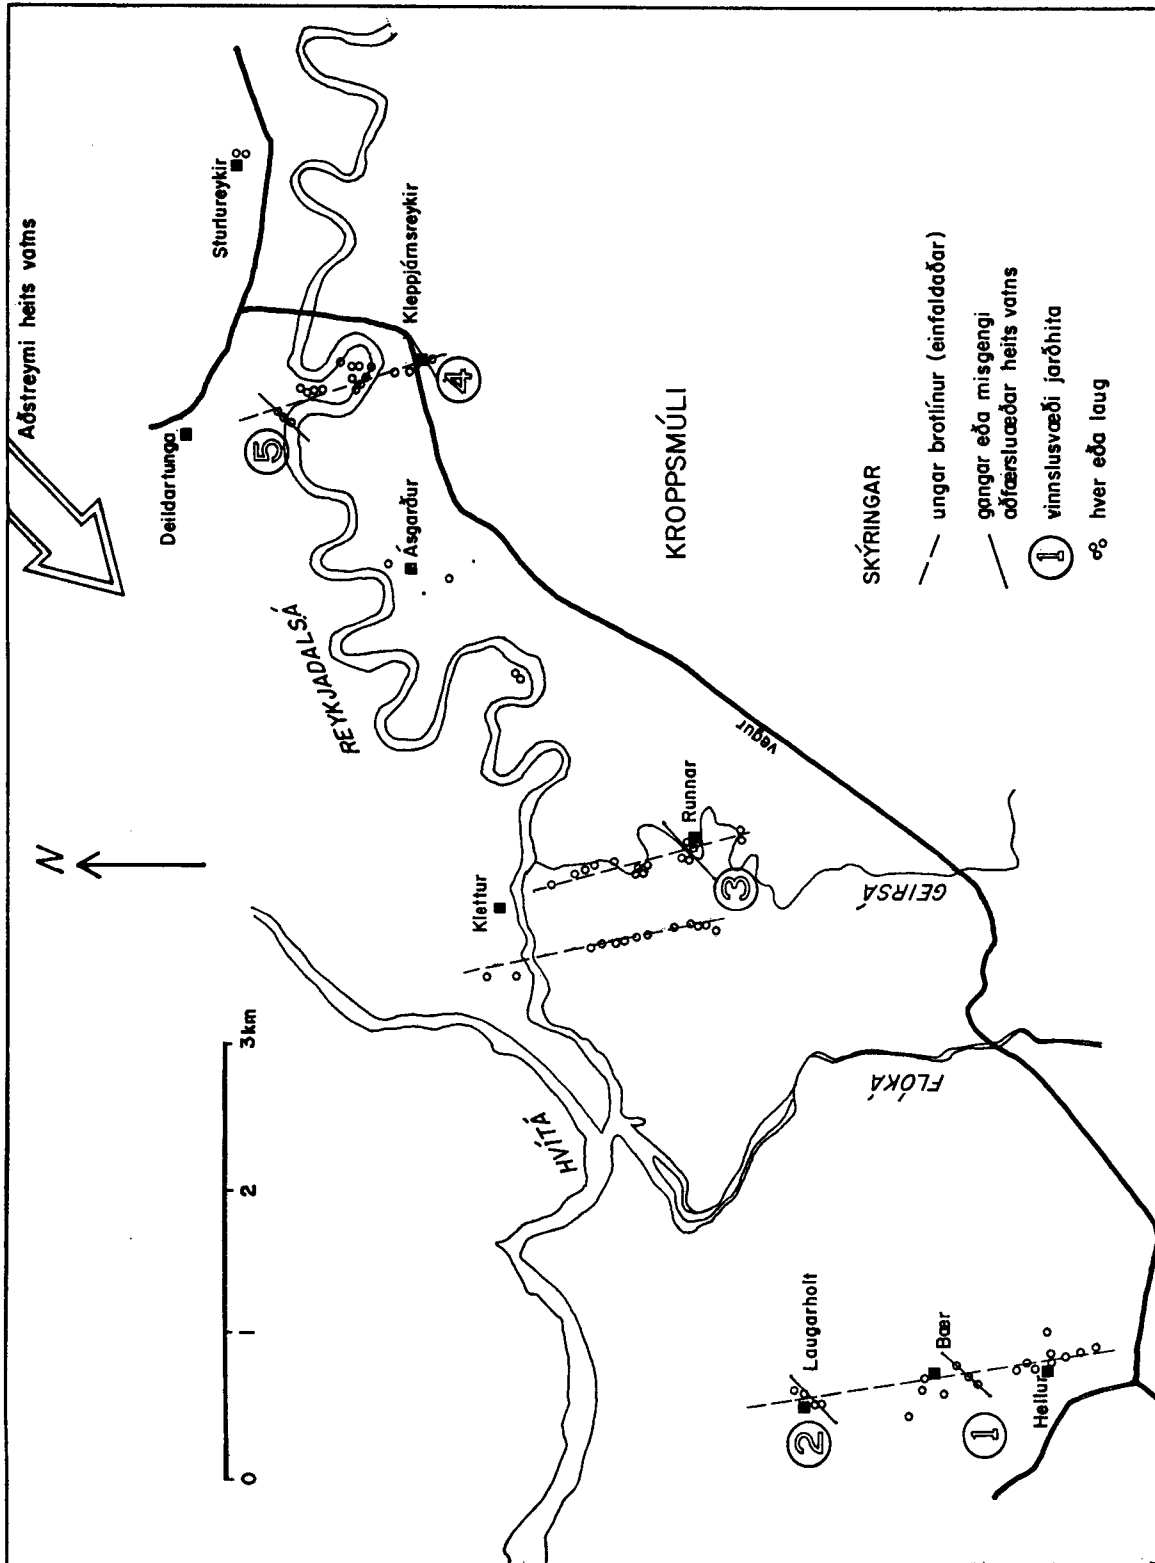 Aðstreymi heits vatns
Sturlureykir
Deildartunga
Kleppjárnsreykir
5
4
Ásgarður
REYKJADALSÁ
KROPPSMÚLI
N
vegur
Klettur
Runnar
3
GEIRSÁ
HVÍTÁ
FLÓKÁ
0
1
2
3 km
Laugarholt
2
Bær
1
Hellur
SKÝRINGAR
ungar brotlínur (einfaldaðar)
gangar eða misgengi
aðfærsluæðar heits vatns
1
vinnslusvæði jarðhita
hver eða laug